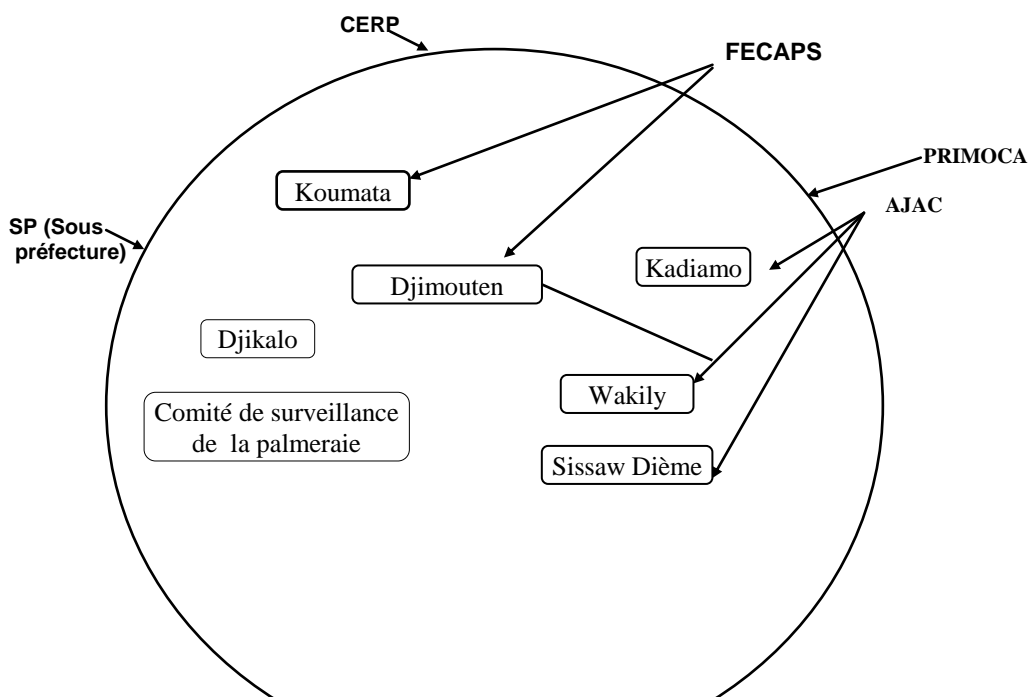 CERP
FECAPS
PRIMOCA
Koumata
AJAC
SP (Sous
préfecture)
Kadiamo
Djimouten
Djikalo
Wakily
Comité de surveillance
de la palmeraie
Sissaw Dième